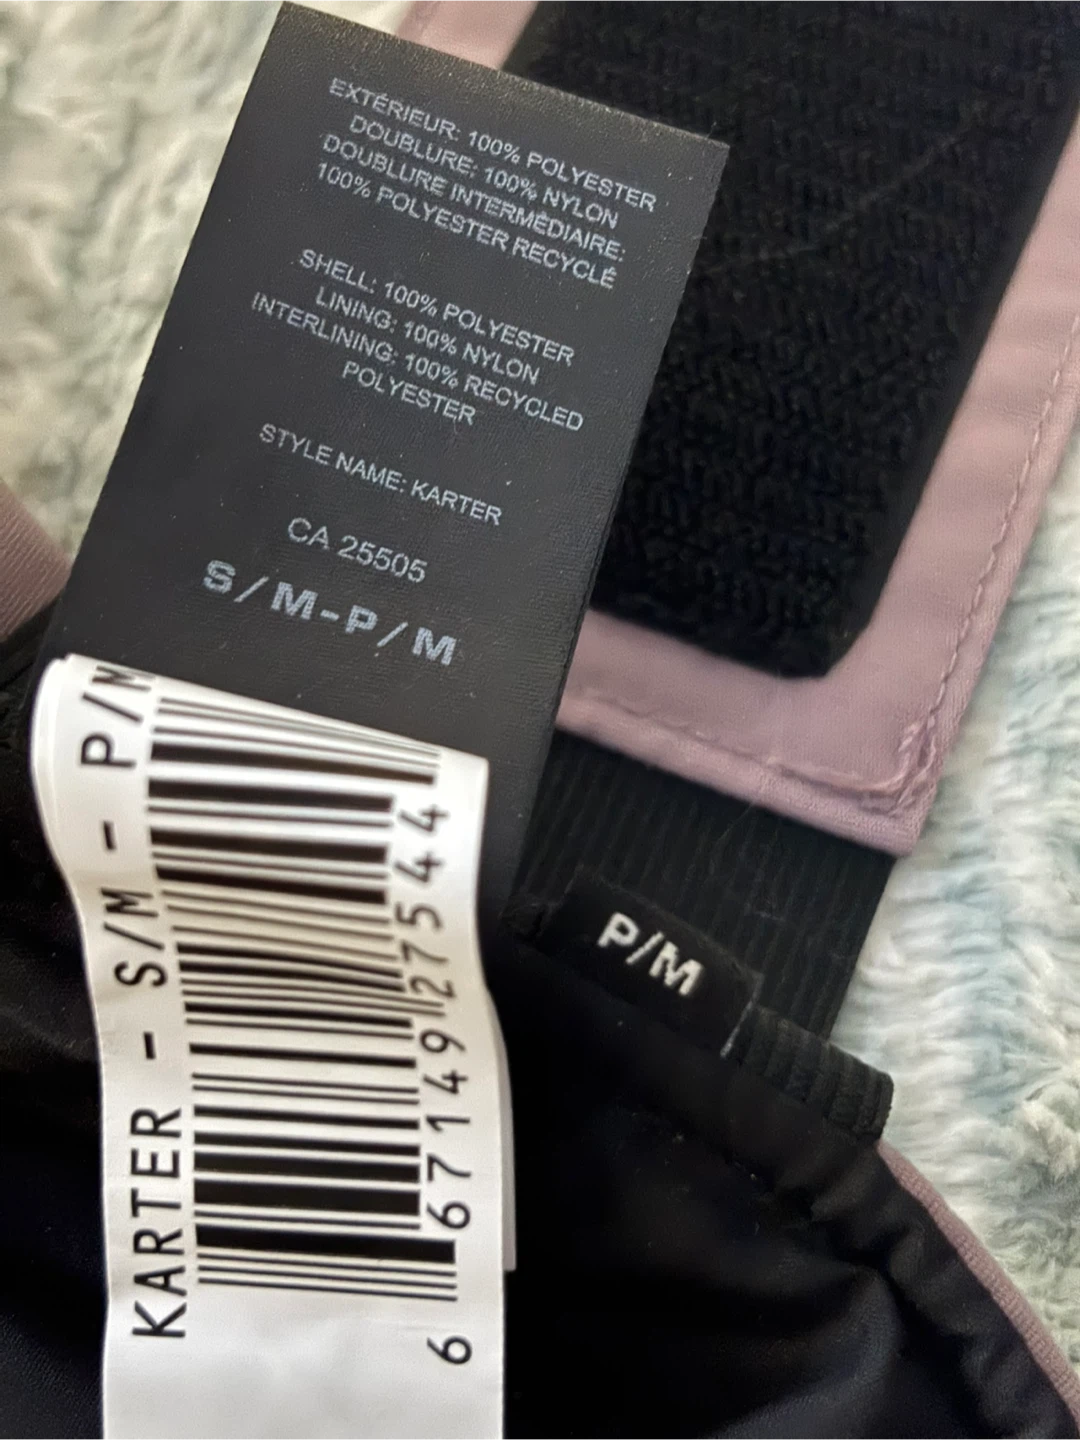 EXTÉRIEUR: 100% POLYESTER
DOUBLURE: 100% NYLON
DOUBLURE INTERMÉDIAIRE:
100% POLYESTER RECYCLÉ
SHELL: 100% POLYESTER
LINING: 100% NYLON
INTERLINING: 100% RECYCLED
POLYESTER
STYLE NAME: KARTER
CA 25505
S/M-P/M
KARTER - S/M - P/M
6 67149 27544
P/M